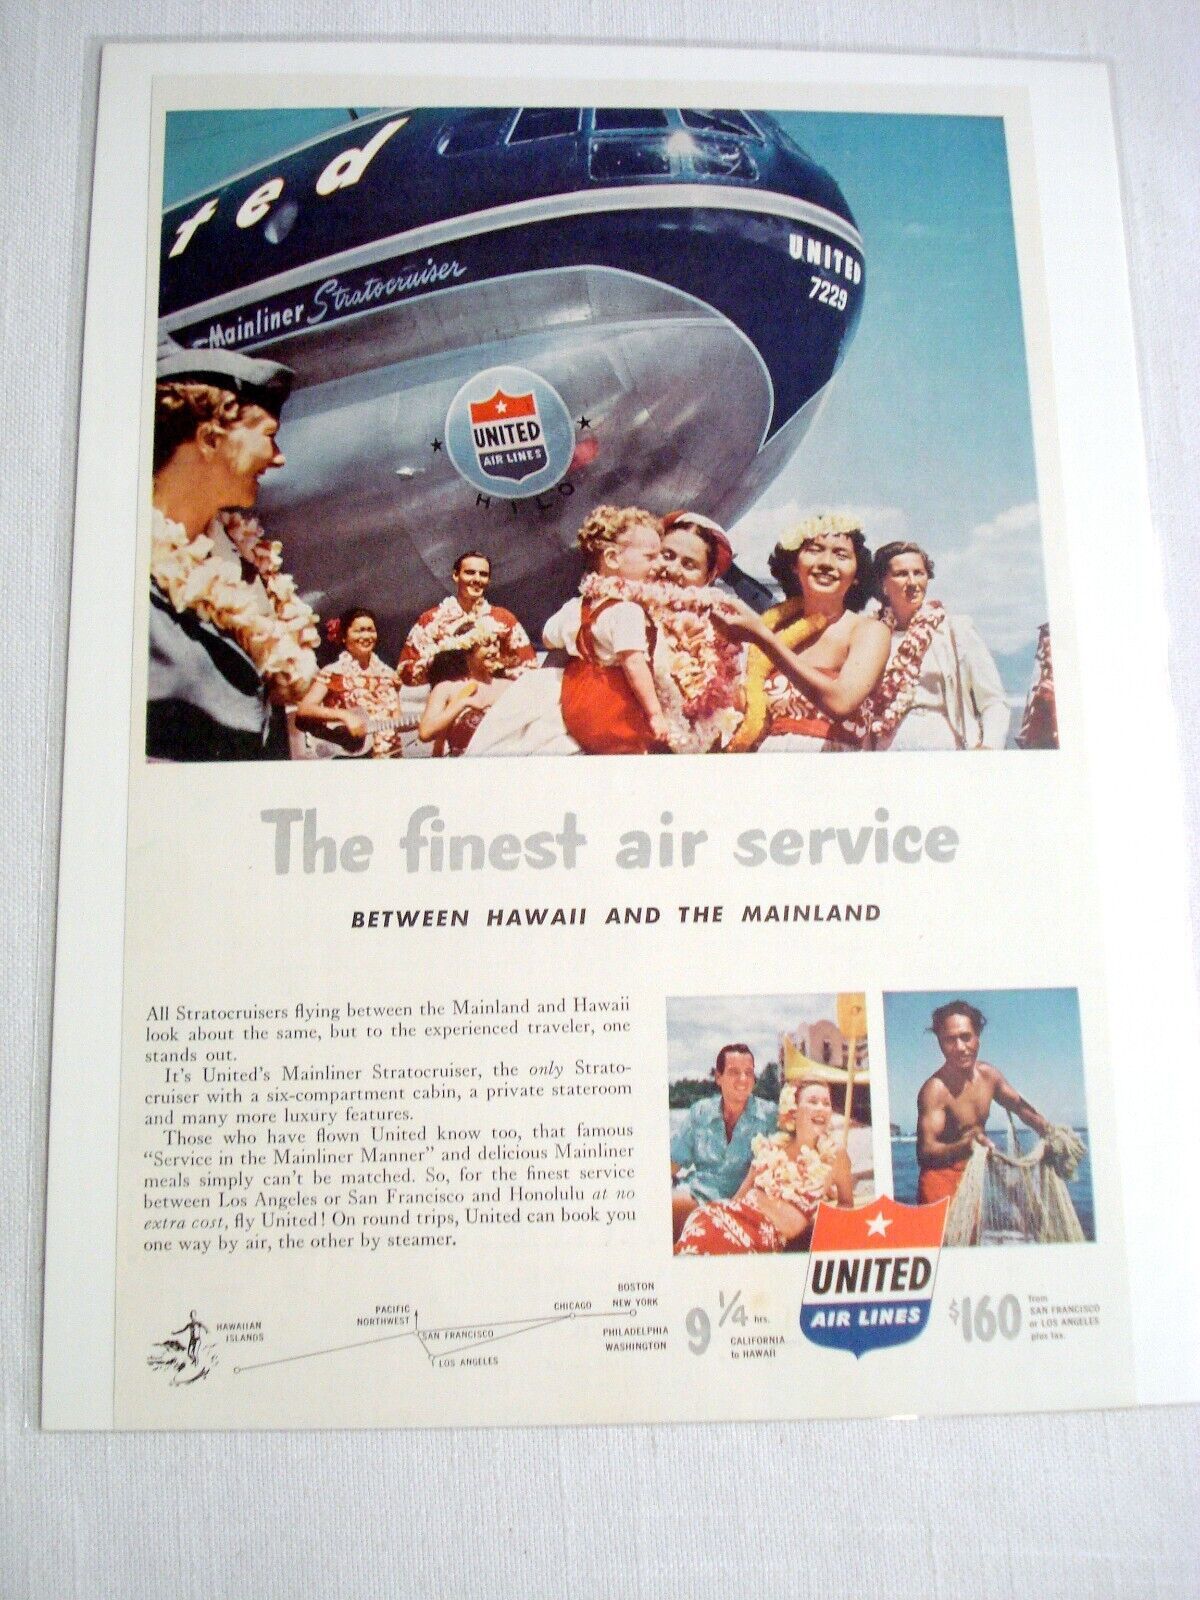 ted
Mainliner Stratocruiser
UNITED
7229
UNITED
AIR LINES
HILO
The finest air service
BETWEEN HAWAII AND THE MAINLAND
All Stratocruisers flying between the Mainland and Hawaii
look about the same, but to the experienced traveler, one
stands out.
It's United's Mainliner Stratocruiser, the only Strato-
cruiser with a six-compartment cabin, a private stateroom
and many more luxury features.
Those who have flown United know too, that famous
"Service in the Mainliner Manner" and delicious Mainliner
meals simply can't be matched. So, for the finest service
between Los Angeles or San Francisco and Honolulu at no
extra cost, fly United! On round trips, United can book you
one way by air, the other by steamer.
HAWAIIAN
ISLANDS
PACIFIC
NORTHWEST
SAN FRANCISCO
LOS ANGELES
CHICAGO
BOSTON
NEW YORK
PHILADELPHIA
WASHINGTON
9 1/4 hrs.
CALIFORNIA
to HAWAII
UNITED
AIR LINES
$160
from
SAN FRANCISCO
or LOS ANGELES
plus tax.